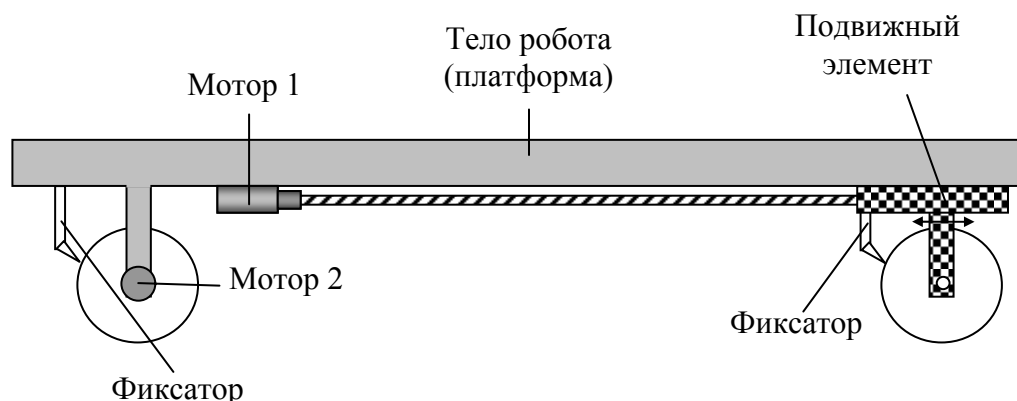 Подвижный
элемент
Тело робота
(платформа)
Мотор 1
Мотор 2
Фиксатор
Фиксатор